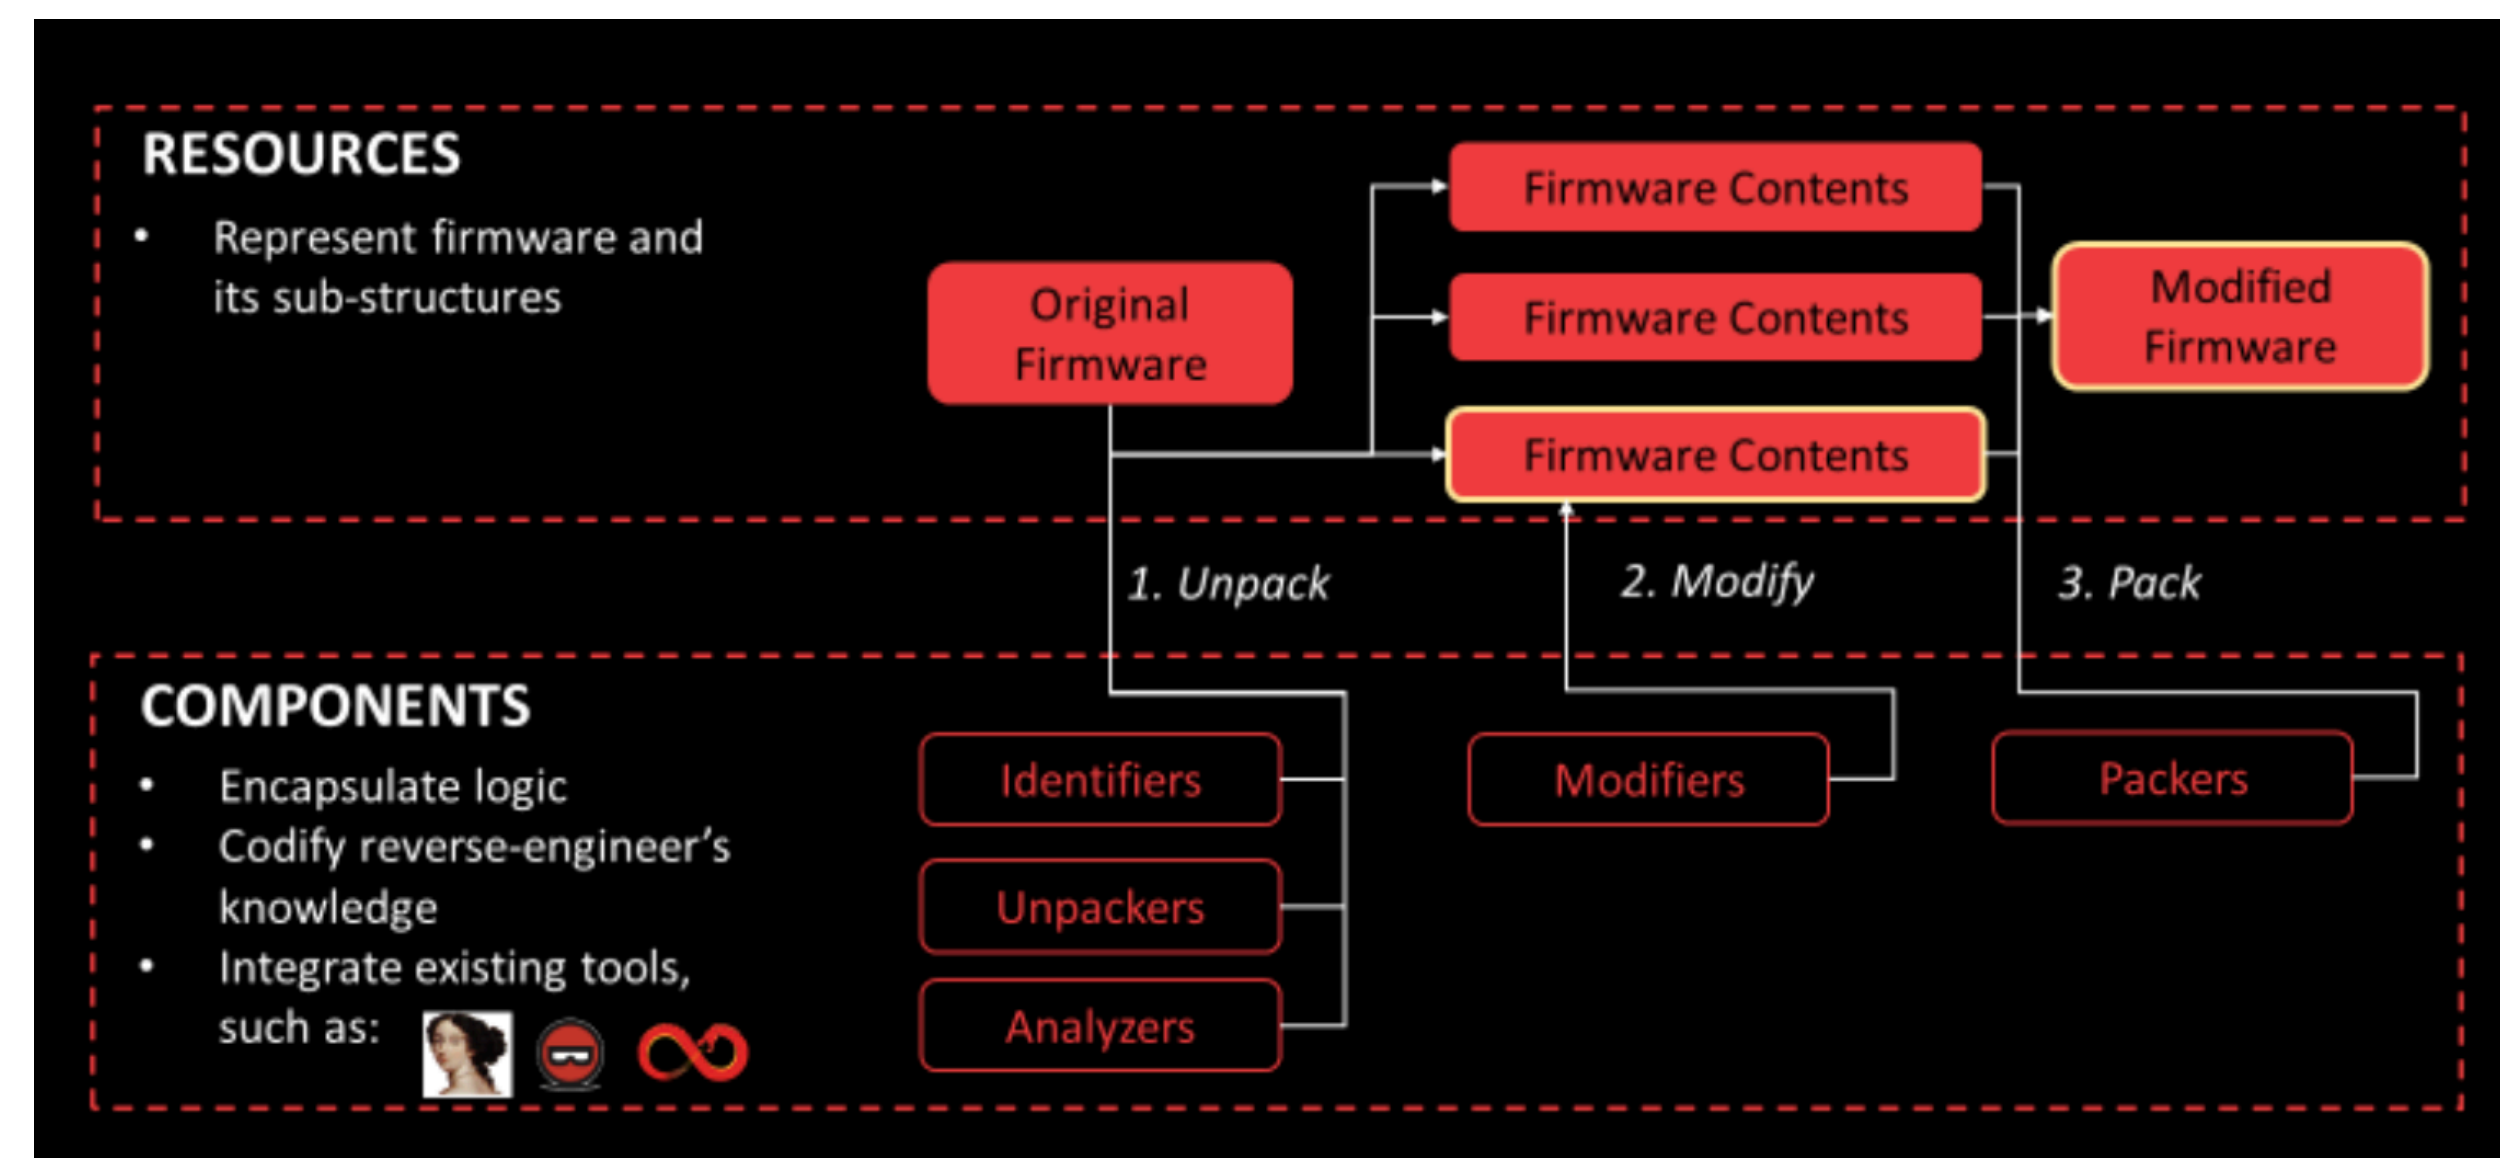 RESOURCES
• Represent firmware and
its sub-structures
Original
Firmware
Firmware Contents
Firmware Contents
Firmware Contents
Modified
Firmware
1. Unpack
2. Modify
3. Pack
COMPONENTS
• Encapsulate logic
• Codify reverse-engineer’s
knowledge
• Integrate existing tools,
such as:
Identifiers
Unpackers
Analyzers
Modifiers
Packers